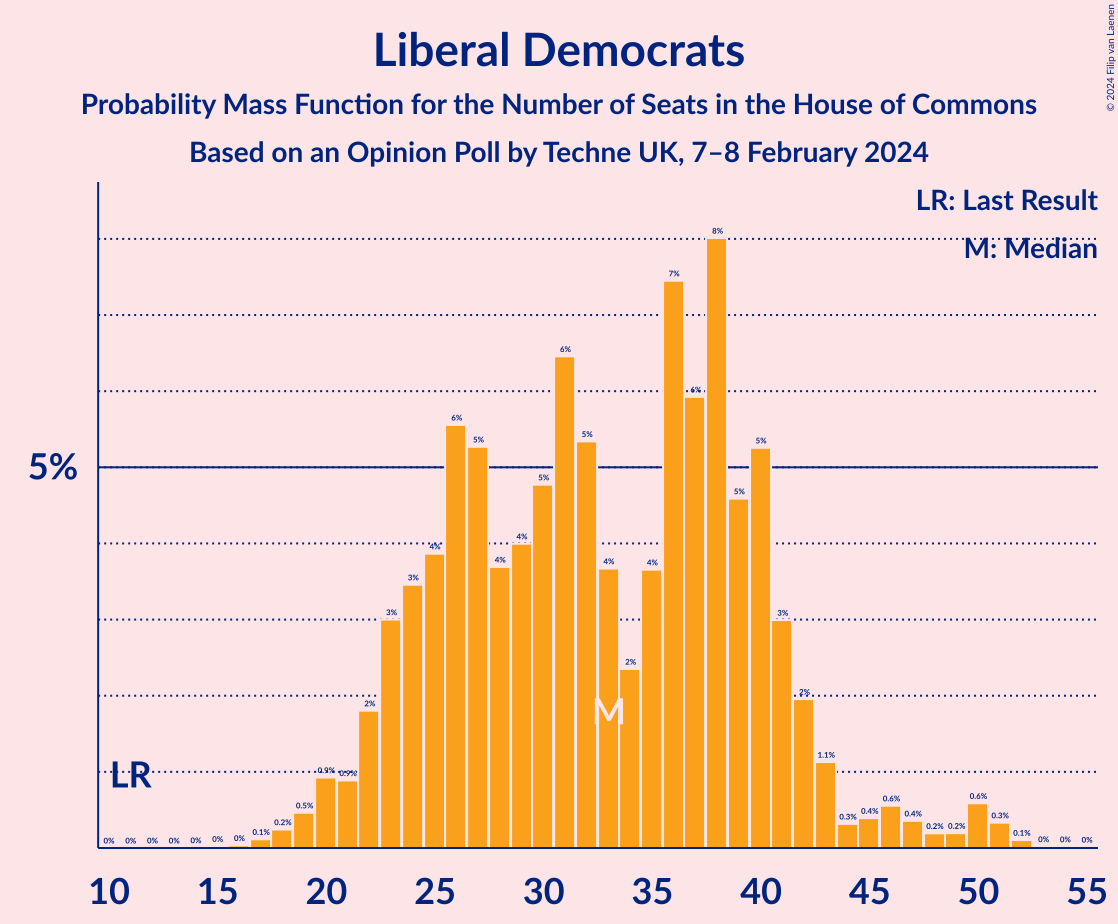 Liberal Democrats
Probability Mass Function for the Number of Seats in the House of Commons
Based on an Opinion Poll by Techne UK, 7–8 February 2024
© 2024 Filip van Laenen
LR: Last Result
M: Median
5%
LR
M
0% 0% 0% 0% 0% 0% 0% 0.1% 0.2% 0.5% 0.9% 0.9% 2% 3% 3% 4% 6% 5% 4% 4% 5% 6% 5% 4% 2% 4% 7% 6% 8% 5% 5% 3% 2% 1.1% 0.3% 0.4% 0.6% 0.4% 0.2% 0.2% 0.6% 0.3% 0.1% 0% 0% 0%
10 15 20 25 30 35 40 45 50 55